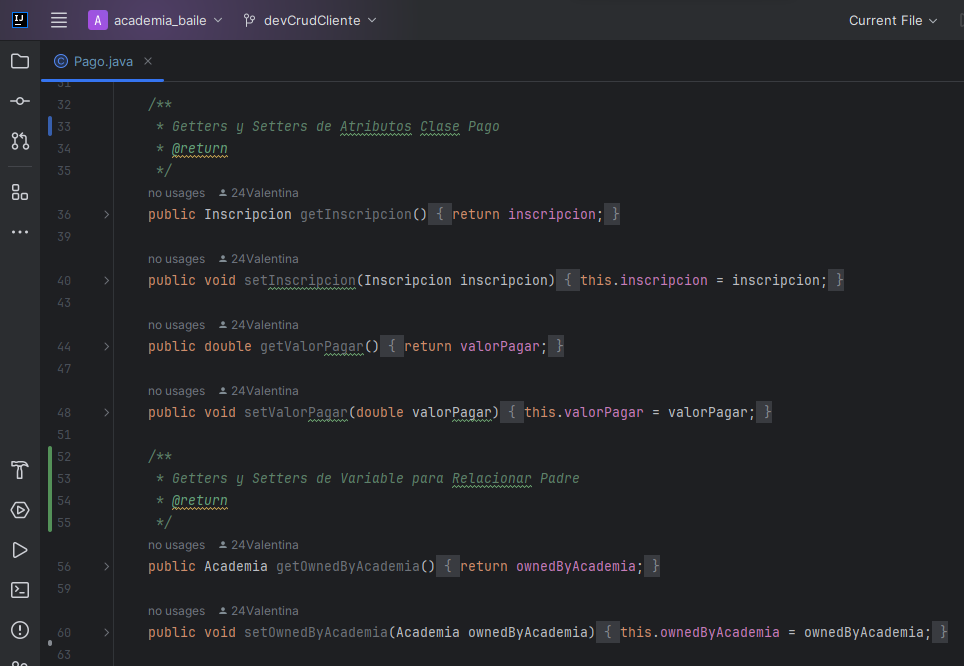 IJ
A academia_baile devCrudCliente Current File
C Pago.java ×
31
32 /**
33 * Getters y Setters de Atributos Clase Pago
34 * @return
35 */
no usages 24Valentina
36 public Inscripcion getInscripcion() { return inscripcion; }
39
no usages 24Valentina
40 public void setInscripcion(Inscripcion inscripcion) { this.inscripcion = inscripcion; }
43
no usages 24Valentina
44 public double getValorPagar() { return valorPagar; }
47
no usages 24Valentina
48 public void setValorPagar(double valorPagar) { this.valorPagar = valorPagar; }
51
52 /**
53 * Getters y Setters de Variable para Relacionar Padre
54 * @return
55 */
no usages 24Valentina
56 public Academia getOwnedByAcademia() { return ownedByAcademia; }
59
no usages 24Valentina
60 public void setOwnedByAcademia(Academia ownedByAcademia) { this.ownedByAcademia = ownedByAcademia; }
63